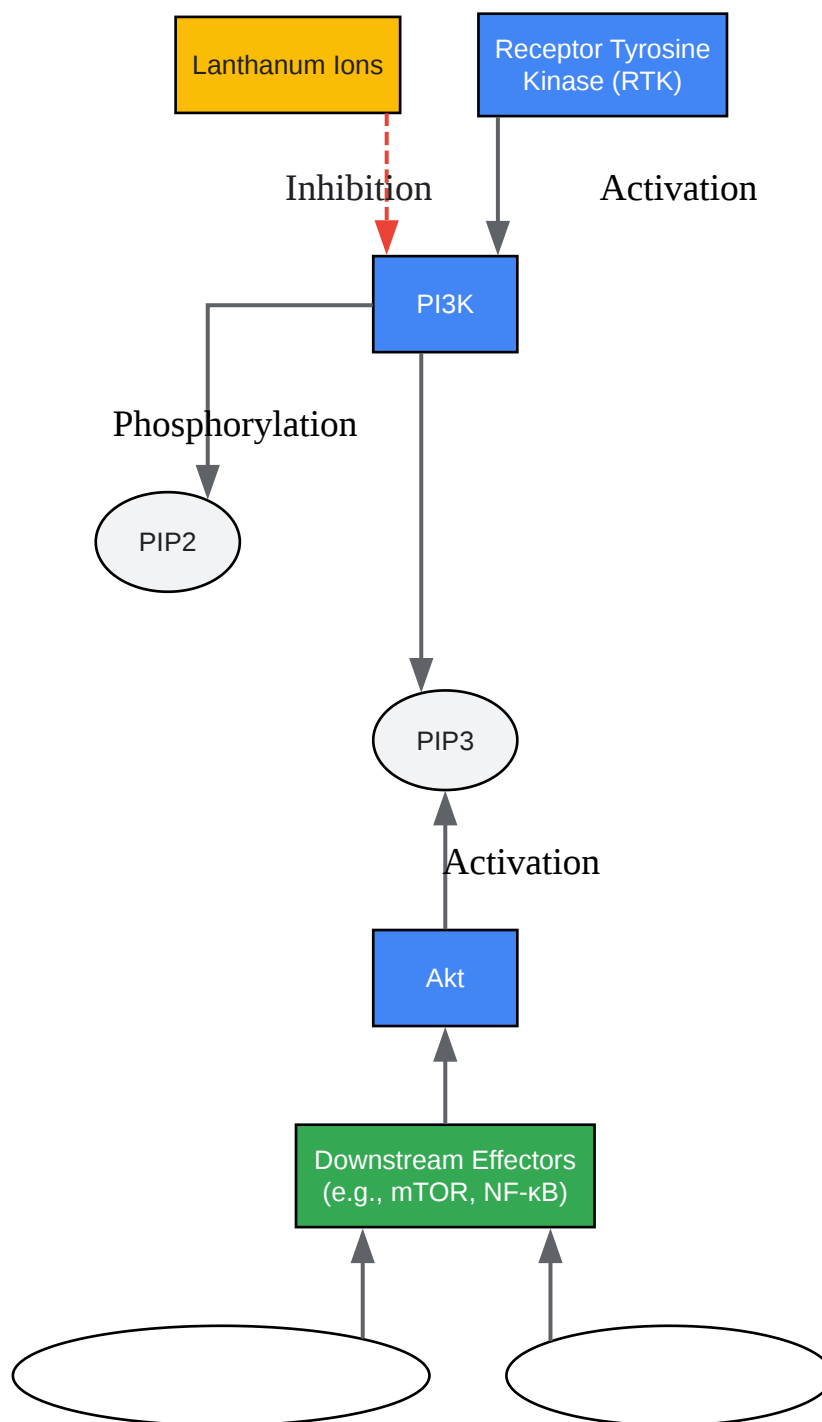 Lanthanum Ions
Receptor Tyrosine
Kinase (RTK)
Inhibition
Activation
PI3K
Phosphorylation
PIP2
PIP3
Activation
Akt
Downstream Effectors
(e.g., mTOR, NF-κB)